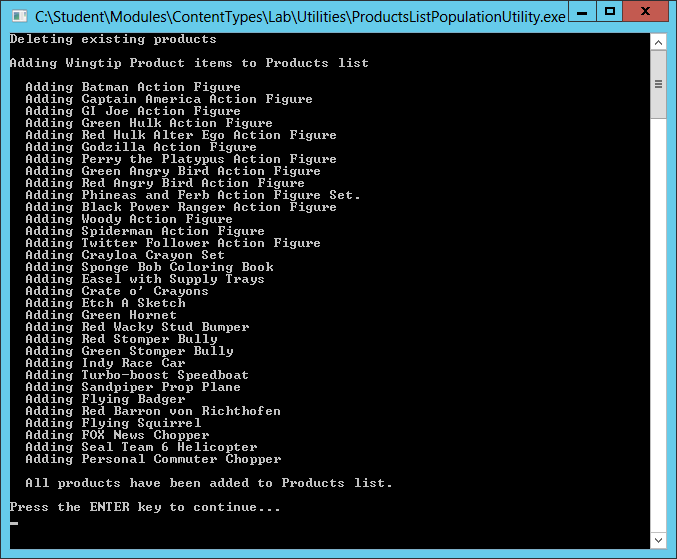 C:\Student\Modules\ContentTypes\Lab\Utilities\ProductsListPopulationUtility.exe
Deleting existing products
Adding Wingtip Product items to Products list
Adding Batman Action Figure
Adding Captain America Action Figure
Adding GI Joe Action Figure
Adding Green Hulk Action Figure
Adding Red Hulk Alter Ego Action Figure
Adding Godzilla Action Figure
Adding Perry the Platypus Action Figure
Adding Green Angry Bird Action Figure
Adding Red Angry Bird Action Figure
Adding Phineas and Ferb Action Figure Set.
Adding Black Power Ranger Action Figure
Adding Woody Action Figure
Adding Spiderman Action Figure
Adding Twitter Follower Action Figure
Adding Crayloa Crayon Set
Adding Sponge Bob Coloring Book
Adding Easel with Supply Trays
Adding Crate o' Crayons
Adding Etch A Sketch
Adding Green Hornet
Adding Red Wacky Stud Bumper
Adding Red Stomper Bully
Adding Green Stomper Bully
Adding Indy Race Car
Adding Turbo-boost Speedboat
Adding Sandpiper Prop Plane
Adding Flying Badger
Adding Red Barron von Richthofen
Adding Flying Squirrel
Adding FOX News Chopper
Adding Seal Team 6 Helicopter
Adding Personal Commuter Chopper
All products have been added to Products list.
Press the ENTER key to continue...